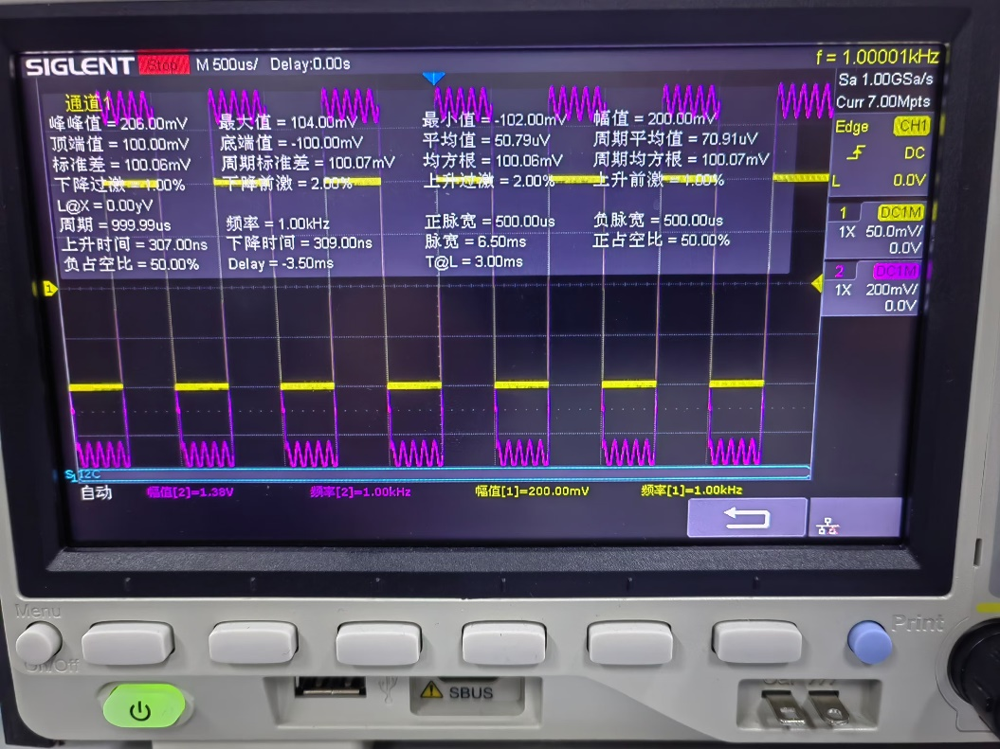 SIGLENT Stop M 500us/ Delay:0.00s f = 1.00001kHz
Sa 1.00GSa/s
Curr 7.00Mpts
Edge CH1
DC
L 0.0V
1 DC1M
1X 50.0mV/
0.0V
2 DC1M
1X 200mV/
0.0V
通道1
峰峰值 = 206.00mV 最大值 = 104.00mV 最小值 = -102.00mV 幅值 = 200.00mV
顶端值 = 100.00mV 底端值 = -100.00mV 平均值 = 50.79uV 周期平均值 = 70.91uV
标准差 = 100.06mV 周期标准差 = 100.07mV 均方根 = 100.06mV 周期均方根 = 100.07mV
下降过激 = -1.00% 下降前激 = 2.00% 上升过激 = 2.00% 上升前激 = -1.00%
L@X = 0.00yV
周期 = 999.99us 频率 = 1.00kHz 正脉宽 = 500.00us 负脉宽 = 500.00us
上升时间 = 307.00ns 下降时间 = 309.00ns 脉宽 = 6.50ms 正占空比 = 50.00%
负占空比 = 50.00% Delay = -3.50ms T@L = 3.00ms
1
S1 I2C
自动 幅值[2]=1.38V 频率[2]=1.00kHz 幅值[1]=200.00mV 频率[1]=1.00kHz
Menu
On/Off
Print
SBUS